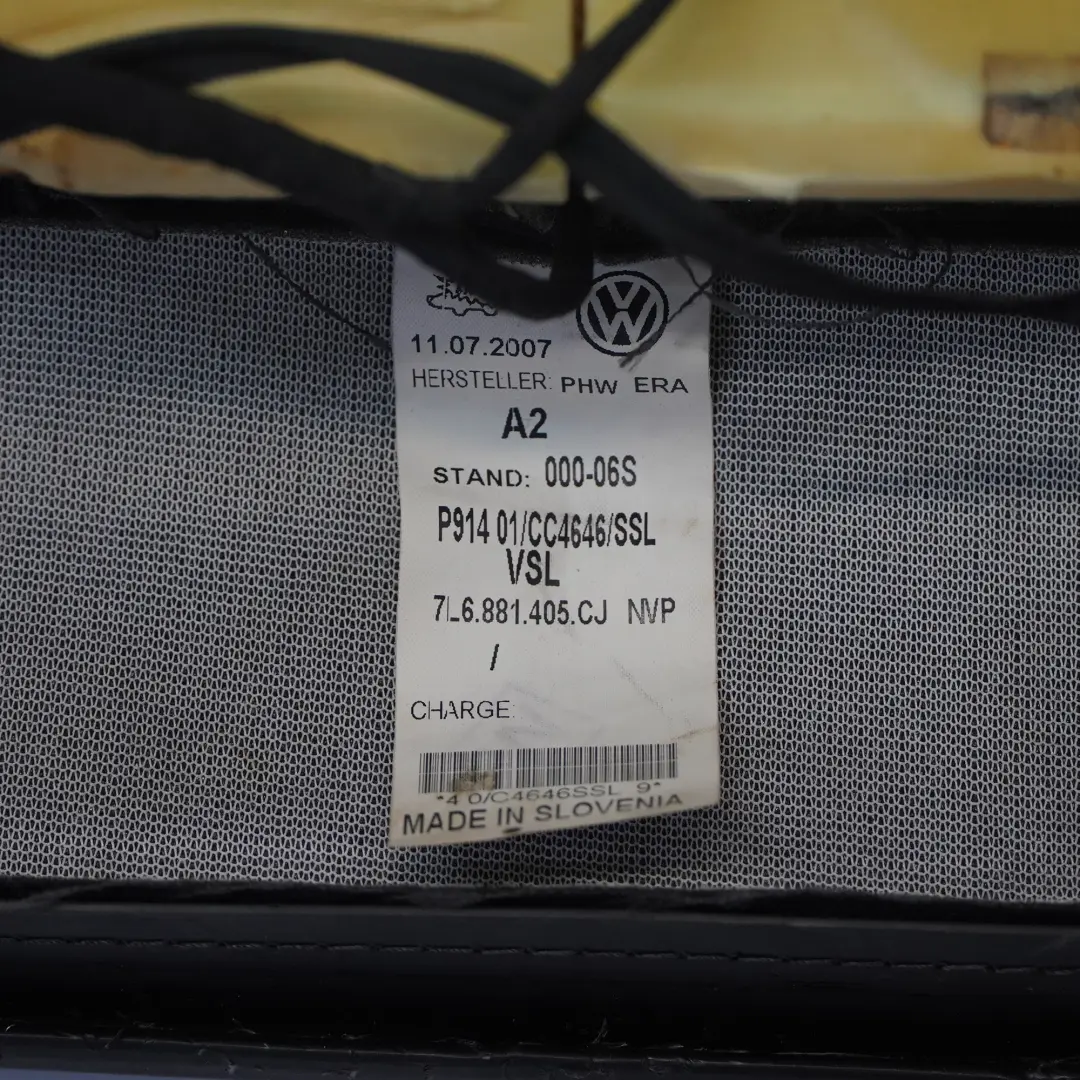 VW
11.07.2007
HERSTELLER: PHW ERA
A2
STAND: 000-06S
P914 01/CC4646/SSL
VSL
7L6.881.405.CJ NVP
/
CHARGE:
*4 0/C4646SSL 9*
MADE IN SLOVENIA